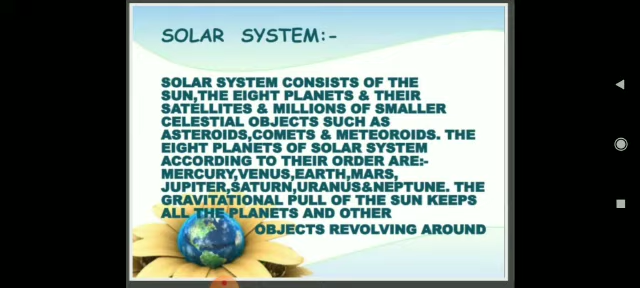 SOLAR SYSTEM:-
SOLAR SYSTEM CONSISTS OF THE
SUN,THE EIGHT PLANETS & THEIR
SATELLITES & MILLIONS OF SMALLER
CELESTIAL OBJECTS SUCH AS
ASTEROIDS,COMETS & METEOROIDS. THE
EIGHT PLANETS OF SOLAR SYSTEM
ACCORDING TO THEIR ORDER ARE:-
MERCURY,VENUS,EARTH,MARS,
JUPITER,SATURN,URANUS&NEPTUNE. THE
GRAVITATIONAL PULL OF THE SUN KEEPS
ALL THE PLANETS AND OTHER
OBJECTS REVOLVING AROUND